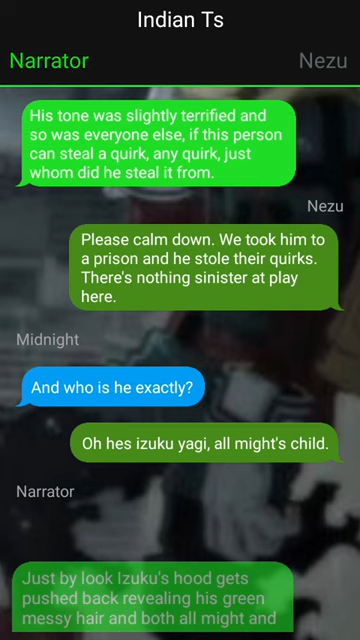 Indian Ts
Narrator Nezu
His tone was slightly terrified and
so was everyone else, if this person
can steal a quirk, any quirk, just
whom did he steal it from.
Nezu
Please calm down. We took him to
a prison and he stole their quirks.
There's nothing sinister at play
here.
Midnight
And who is he exactly?
Oh hes izuku yagi, all might's child.
Narrator
Just by look Izuku's hood gets
pushed back revealing his green
messy hair and both all might and